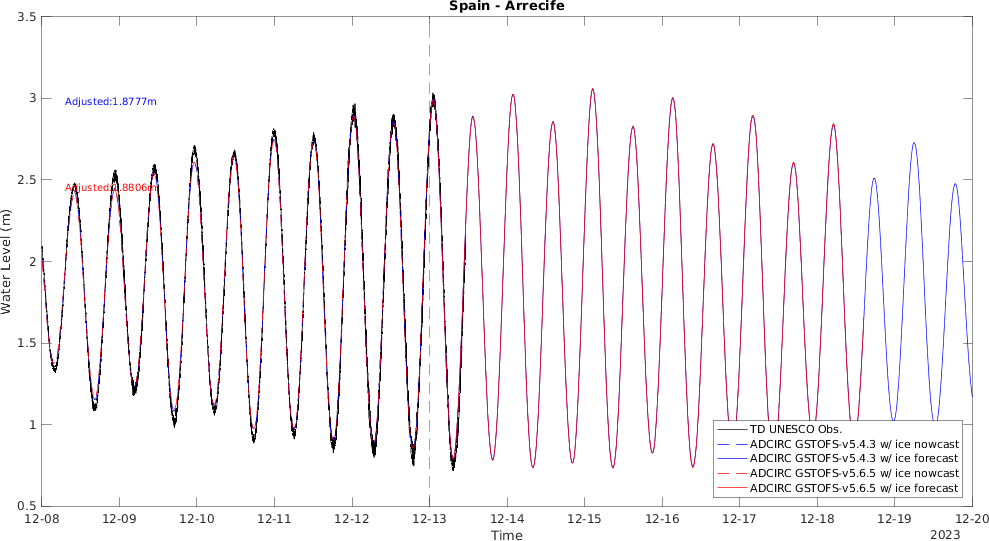 Spain - Arrecife
3.5
3
2.5
2
1.5
1
0.5
Water Level (m)
Adjusted:1.8777m
Adjusted:1.8806m
TD UNESCO Obs.
ADCIRC GSTOFS-v5.4.3 w/ ice nowcast
ADCIRC GSTOFS-v5.4.3 w/ ice forecast
ADCIRC GSTOFS-v5.6.5 w/ ice nowcast
ADCIRC GSTOFS-v5.6.5 w/ ice forecast
12-08 12-09 12-10 12-11 12-12 12-13 12-14 12-15 12-16 12-17 12-18 12-19 12-20
Time
2023